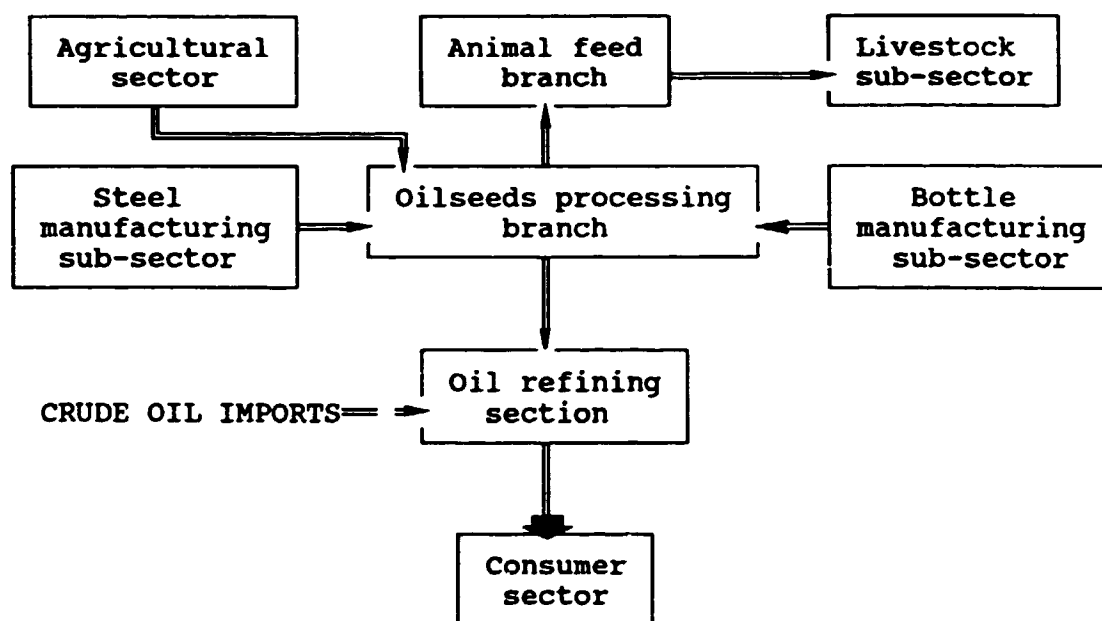 Agricultural
sector
Animal feed
branch
Livestock
sub-sector
Steel
manufacturing
sub-sector
Oilseeds processing
branch
Bottle
manufacturing
sub-sector
Oil refining
section
CRUDE OIL IMPORTS
Consumer
sector